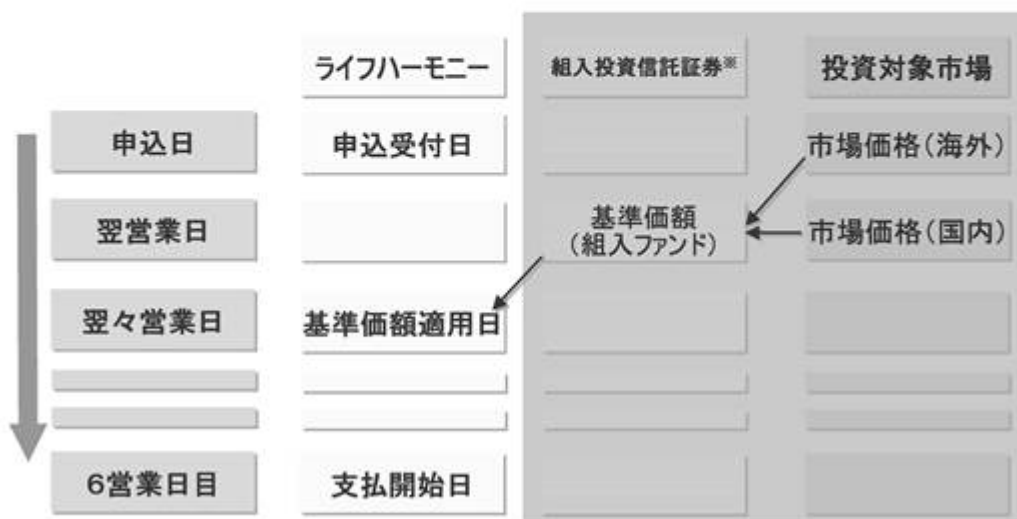 ライフハーモニー
組入投資信託証券※
投資対象市場
申込日
申込受付日
市場価格(海外)
翌営業日
基準価額
(組入ファンド)
市場価格(国内)
翌々営業日
基準価額適用日
6営業日目
支払開始日